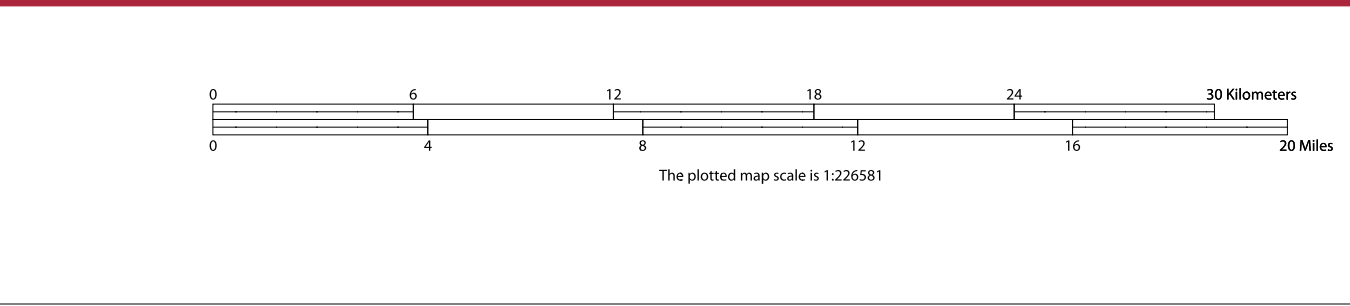 0 6 12 18 24 30 Kilometers
0 4 8 12 16 20 Miles
The plotted map scale is 1:226581